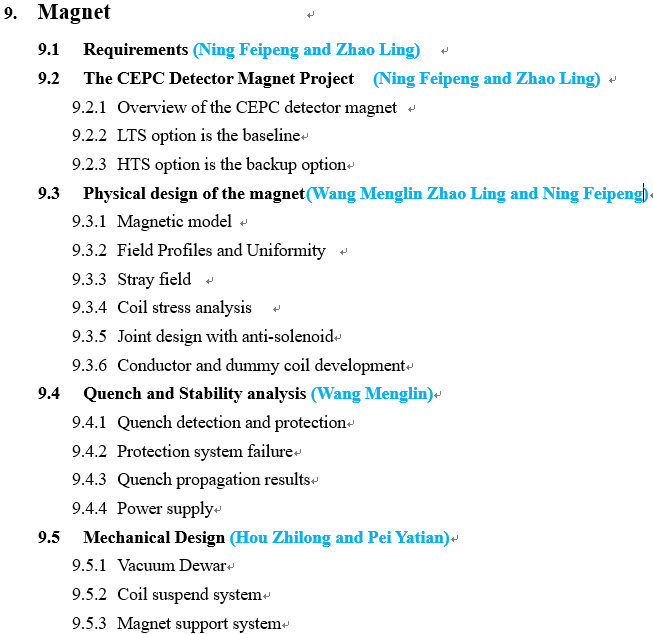 9. Magnet
9.1 Requirements (Ning Feipeng and Zhao Ling)
9.2 The CEPC Detector Magnet Project (Ning Feipeng and Zhao Ling)
9.2.1 Overview of the CEPC detector magnet
9.2.2 LTS option is the baseline
9.2.3 HTS option is the backup option
9.3 Physical design of the magnet(Wang Menglin Zhao Ling and Ning Feipeng)
9.3.1 Magnetic model
9.3.2 Field Profiles and Uniformity
9.3.3 Stray field
9.3.4 Coil stress analysis
9.3.5 Joint design with anti-solenoid
9.3.6 Conductor and dummy coil development
9.4 Quench and Stability analysis (Wang Menglin)
9.4.1 Quench detection and protection
9.4.2 Protection system failure
9.4.3 Quench propagation results
9.4.4 Power supply
9.5 Mechanical Design (Hou Zhilong and Pei Yatian)
9.5.1 Vacuum Dewar
9.5.2 Coil suspend system
9.5.3 Magnet support system